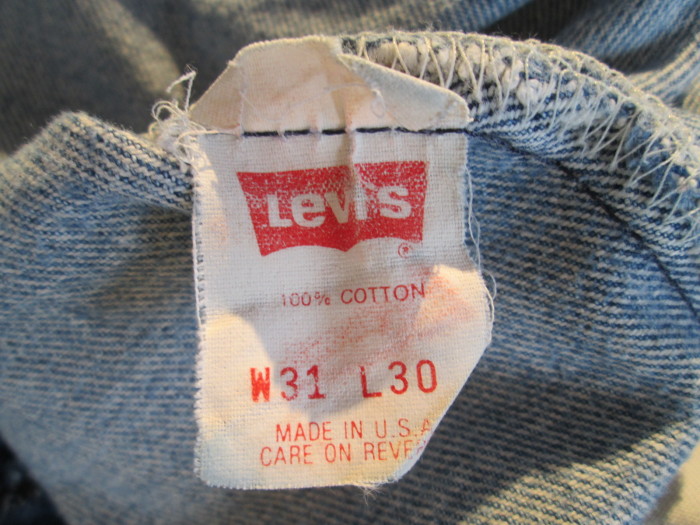 Levi's
®
100% COTTON
W31 L30
MADE IN U.S.A
CARE ON REVE